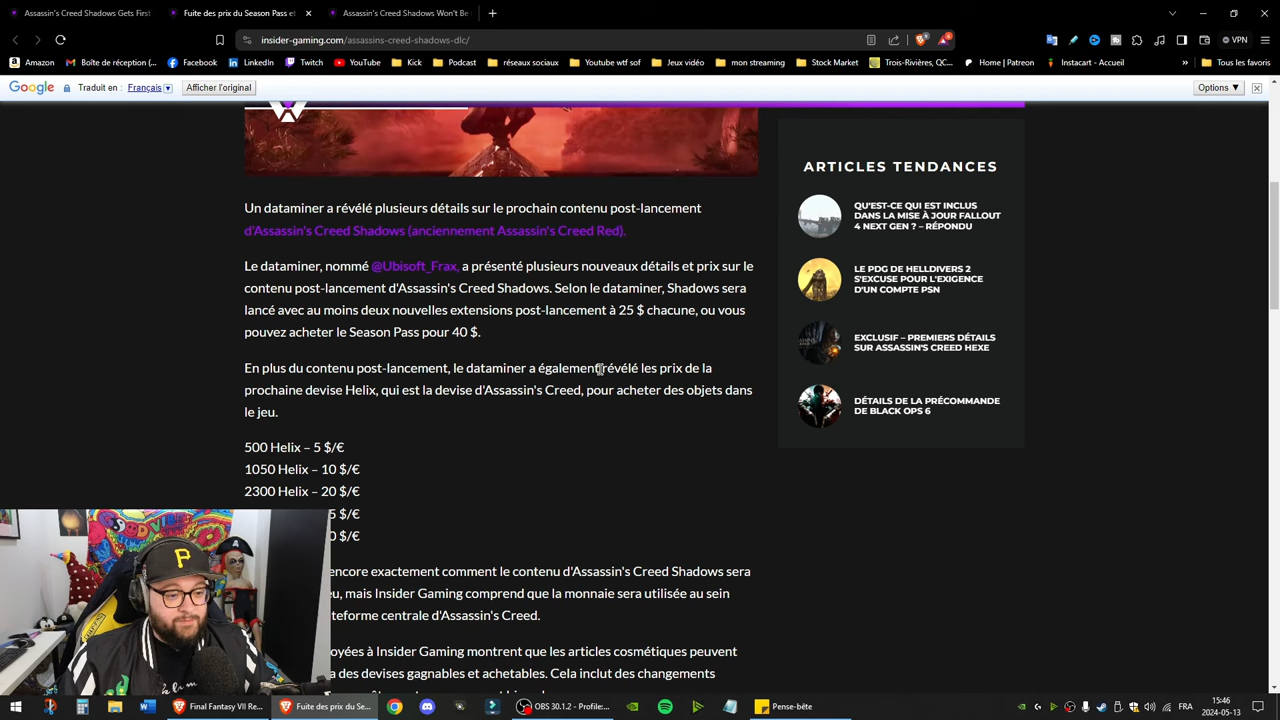 Assassin's Creed Shadows Gets First
Fuite des prix du Season Pass et
Assassin's Creed Shadows Won't Be
insider-gaming.com/assassins-creed-shadows-dlc/
VPN
Amazon
Boîte de réception (...
Facebook
LinkedIn
Twitch
YouTube
Kick
Podcast
réseaux sociaux
Youtube wtf sof
Jeux vidéo
mon streaming
Stock Market
Trois-Rivières, QC,...
Home | Patreon
Instacart - Accueil
»
Tous les favoris
Google
Traduit en :
Français
Afficher l'original
Options ▼
Un dataminer a révélé plusieurs détails sur le prochain contenu post-lancement
d'Assassin's Creed Shadows (anciennement Assassin's Creed Red).
Le dataminer, nommé @Ubisoft_Frax, a présenté plusieurs nouveaux détails et prix sur le
contenu post-lancement d'Assassin's Creed Shadows. Selon le dataminer, Shadows sera
lancé avec au moins deux nouvelles extensions post-lancement à 25 $ chacune, ou vous
pouvez acheter le Season Pass pour 40 $.
En plus du contenu post-lancement, le dataminer a également révélé les prix de la
prochaine devise Helix, qui est la devise d'Assassin's Creed, pour acheter des objets dans
le jeu.
500 Helix – 5 $/€
1050 Helix – 10 $/€
2300 Helix – 20 $/€
5 $/€
0 $/€
encore exactement comment le contenu d'Assassin's Creed Shadows sera
eu, mais Insider Gaming comprend que la monnaie sera utilisée au sein
teforme centrale d'Assassin's Creed.
oyées à Insider Gaming montrent que les articles cosmétiques peuvent
a des devises gagnables et achetables. Cela inclut des changements
ARTICLES TENDANCES
QU'EST-CE QUI EST INCLUS
DANS LA MISE À JOUR FALLOUT
4 NEXT GEN ? – RÉPONDU
LE PDG DE HELLDIVERS 2
S'EXCUSE POUR L'EXIGENCE
D'UN COMPTE PSN
EXCLUSIF – PREMIERS DÉTAILS
SUR ASSASSIN'S CREED HEXE
DÉTAILS DE LA PRÉCOMMANDE
DE BLACK OPS 6
P
GOOD VIBES
Final Fantasy VII Re...
Fuite des prix du Se...
OBS 30.1.2 - Profile:...
Pense-bête
FRA
15:46
2024-05-13